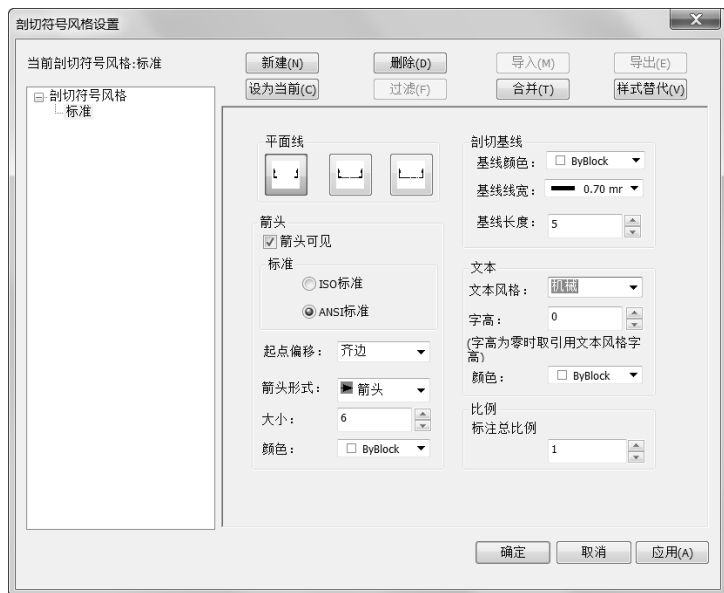 剖切符号风格设置
当前剖切符号风格:标准
新建(N)
删除(D)
导入(M)
导出(E)
设为当前(C)
过滤(F)
合并(T)
样式替代(V)
剖切符号风格
标准
平面线
箭头
箭头可见
标准
ISO标准
ANSI标准
起点偏移：
齐边
箭头形式：
箭头
大小：
6
颜色：
ByBlock
剖切基线
基线颜色：
ByBlock
基线线宽：
0.70 mr
基线长度：
5
文本
文本风格：
机械
字高：
0
(字高为零时取引用文本风格字
高)
颜色：
ByBlock
比例
标注总比例
1
确定
取消
应用(A)